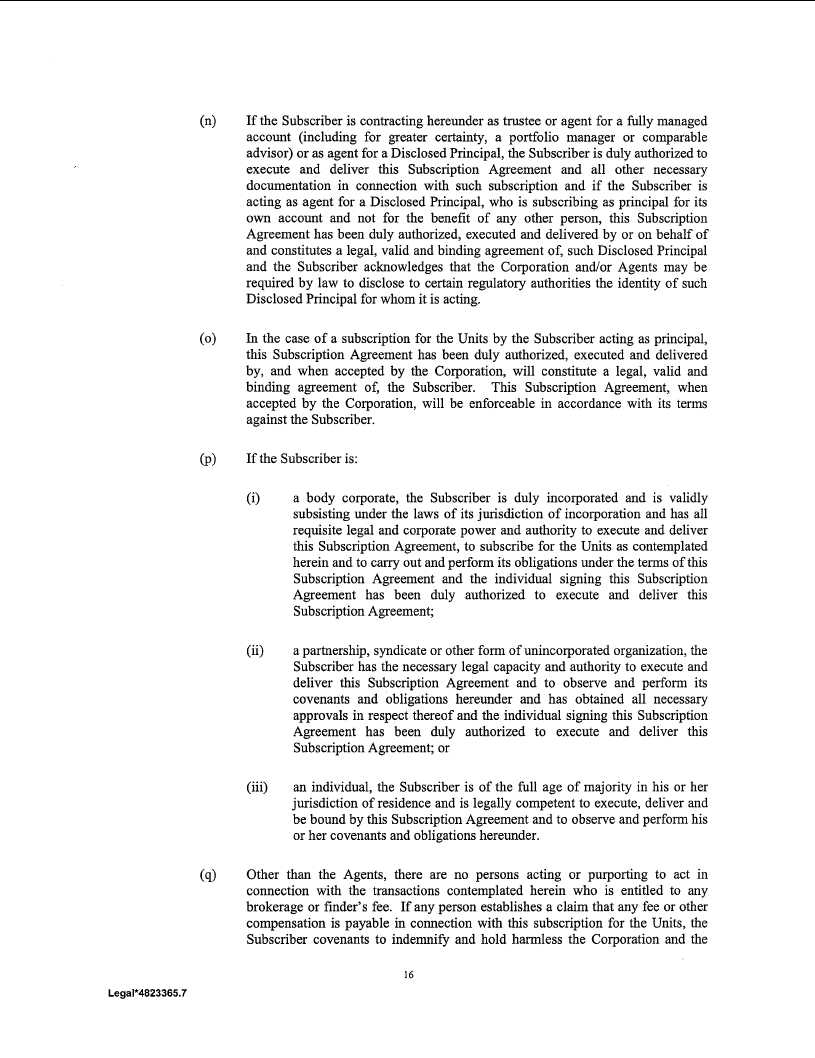 (n) If the Subscriber is contracting hereunder as trustee or agent for a fully managed
account (including for greater certainty, a portfolio manager or comparable
advisor) or as agent for a Disclosed Principal, the Subscriber is duly authorized to
execute and deliver this Subscription Agreement and all other necessary
documentation in connection with such subscription and if the Subscriber is
acting as agent for a Disclosed Principal, who is subscribing as principal for its
own account and not for the benefit of any other person, this Subscription
Agreement has been duly authorized, executed and delivered by or on behalf of
and constitutes a legal, valid and binding agreement of, such Disclosed Principal
and the Subscriber acknowledges that the Corporation and/or Agents may be
required by law to disclose to certain regulatory authorities the identity of such
Disclosed Principal for whom it is acting.
(o) In the case of a subscription for the Units by the Subscriber acting as principal,
this Subscription Agreement has been duly authorized, executed and delivered
by, and when accepted by the Corporation, will constitute a legal, valid and
binding agreement of, the Subscriber. This Subscription Agreement, when
accepted by the Corporation, will be enforceable in accordance with its terms
against the Subscriber.
(p) If the Subscriber is:
(i) a body corporate, the Subscriber is duly incorporated and is validly
subsisting under the laws of its jurisdiction of incorporation and has all
requisite legal and corporate power and authority to execute and deliver
this Subscription Agreement, to subscribe for the Units as contemplated
herein and to carry out and perform its obligations under the terms of this
Subscription Agreement and the individual signing this Subscription
Agreement has been duly authorized to execute and deliver this
Subscription Agreement;
(ii) a partnership, syndicate or other form of unincorporated organization, the
Subscriber has the necessary legal capacity and authority to execute and
deliver this Subscription Agreement and to observe and perform its
covenants and obligations hereunder and has obtained all necessary
approvals in respect thereof and the individual signing this Subscription
Agreement has been duly authorized to execute and deliver this
Subscription Agreement; or
(iii) an individual, the Subscriber is of the full age of majority in his or her
jurisdiction of residence and is legally competent to execute, deliver and
be bound by this Subscription Agreement and to observe and perform his
or her covenants and obligations hereunder.
(q) Other than the Agents, there are no persons acting or purporting to act in
connection with the transactions contemplated herein who is entitled to any
brokerage or finder's fee. If any person establishes a claim that any fee or other
compensation is payable in connection with this subscription for the Units, the
Subscriber covenants to indemnify and hold harmless the Corporation and the
16
Legal*4823365.7